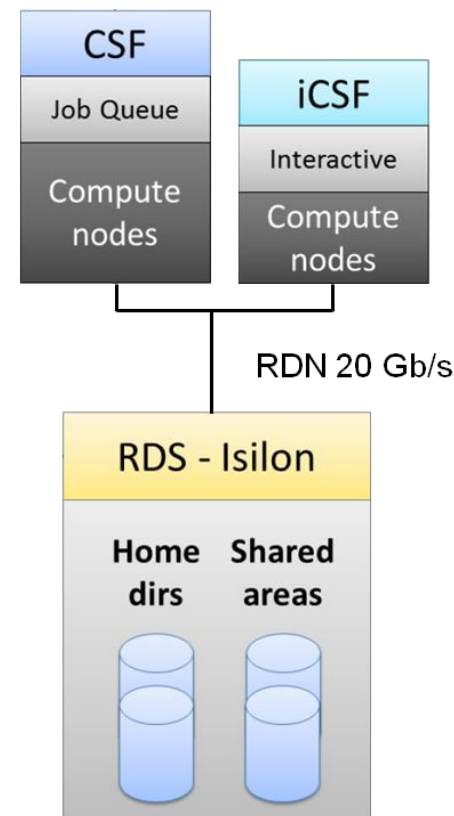 CSF
Job Queue
Compute
nodes
iCSF
Interactive
Compute
nodes
RDN 20 Gb/s
RDS - Isilon
Home
dirs
Shared
areas